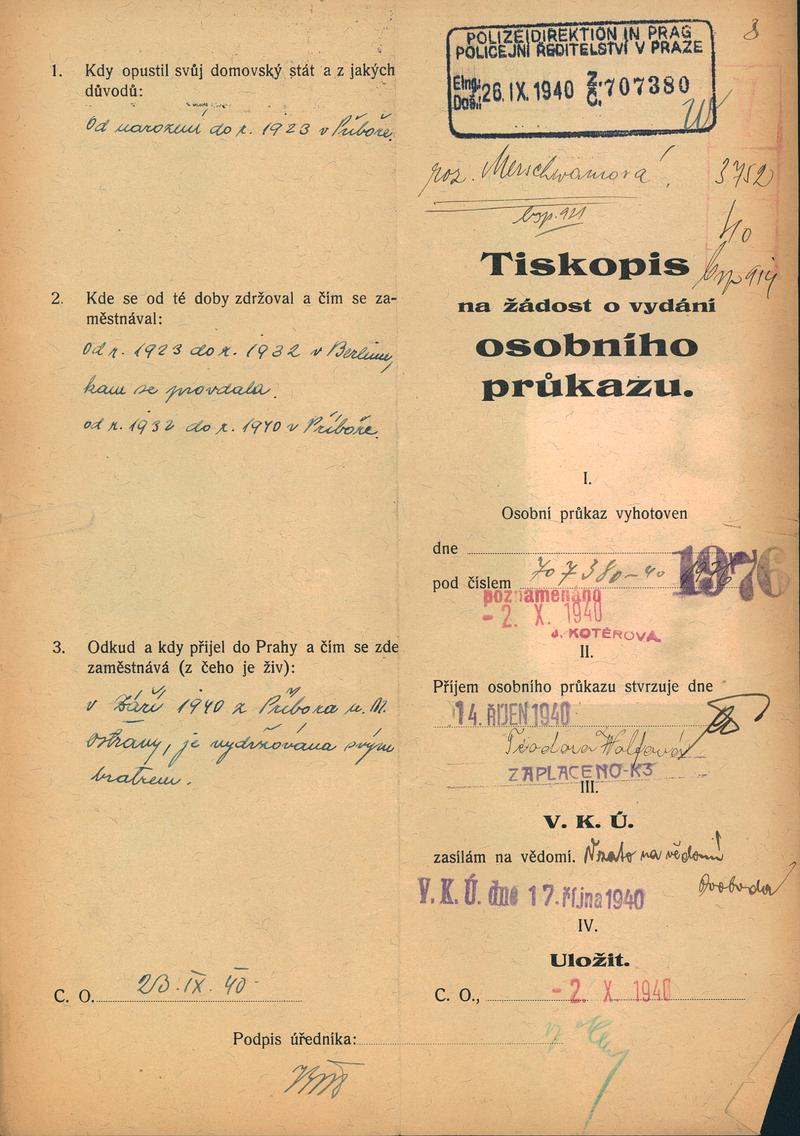 1. Kdy opustil svůj domovský stát a z jakých
důvodů:
Od narození do r. 1923 v Příboře.
2. Kde se od té doby zdržoval a čím se za-
městnával:
Od r. 1923 do r. 1932 v Berlíně,
kam se provdala.
od r. 1932 do r. 1940 v Příboře.
3. Odkud a kdy přijel do Prahy a čím se zde
zaměstnává (z čeho je živ):
v září 1940 z Příbora u M.
Ostravy, je vydržována svým
bratrem.
C. O. 23.IX.40.
Podpis úředníka:
3
POLIZEIDIREKTION IN PRAG
POLICEJNÍ ŘEDITELSTVÍ V PRAZE
Elng.:
Doš.: 26. IX. 1940 Z. Č. 707380
roz. Merschwamová
3752
40
Tiskopis
na žádost o vydání
osobního
průkazu.
I.
Osobní průkaz vyhotoven
dne
pod číslem 707380-40 1976
poznamenáno
- 2. X. 1940
J. KOTĚROVÁ
II.
Příjem osobního průkazu stvrzuje dne
14. ŘÍJEN 1940
Teodora Wolfová
ZAPLACENO-K3
III.
V. K. Ú.
zasílám na vědomí. Vzato na vědomí
Svoboda
V. K. Ú. dne 17. října 1940
IV.
Uložit.
C. O., - 2. X. 1940